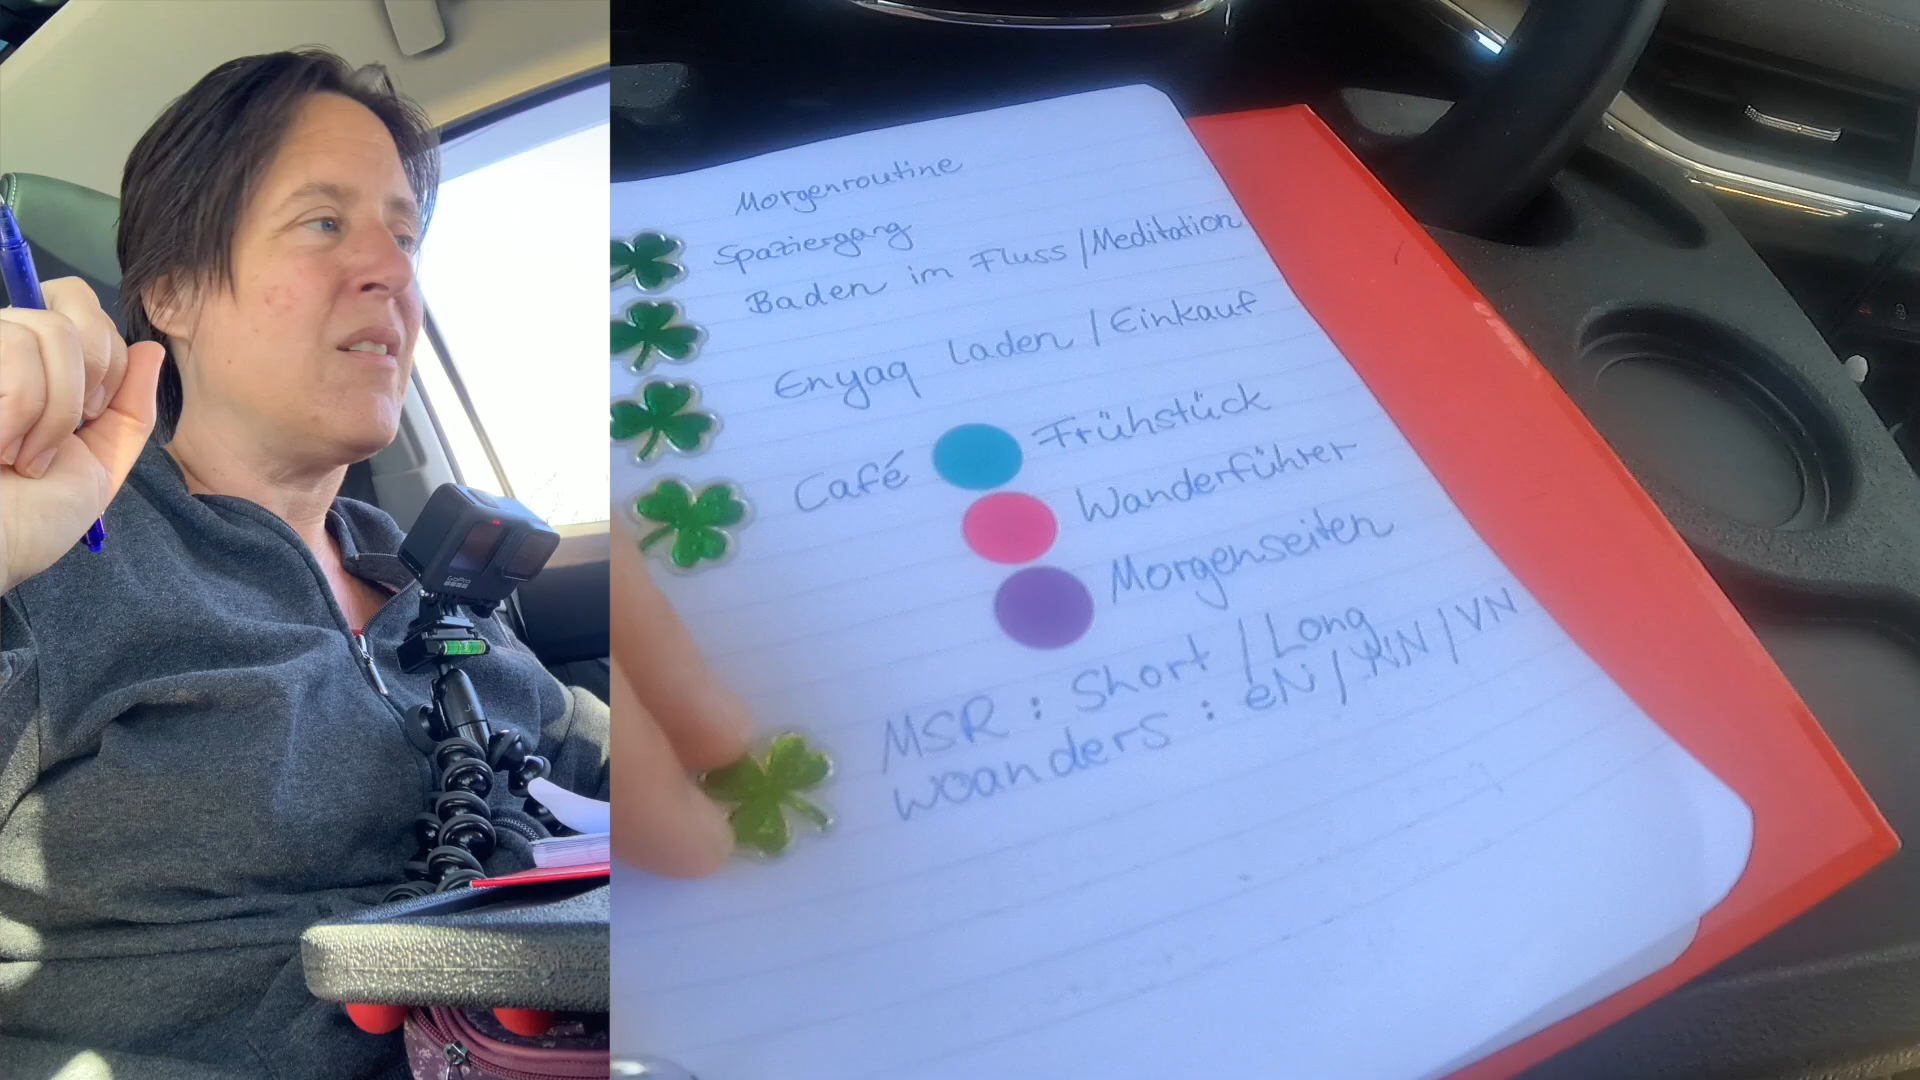 Morgenroutine
Spaziergang
Baden im Fluss / Meditation
Enyaq laden / Einkauf
Café Frühstück
Wanderführer
Morgenseiten
MSR : Short / Long
woanders : eN / / VN
GoPro